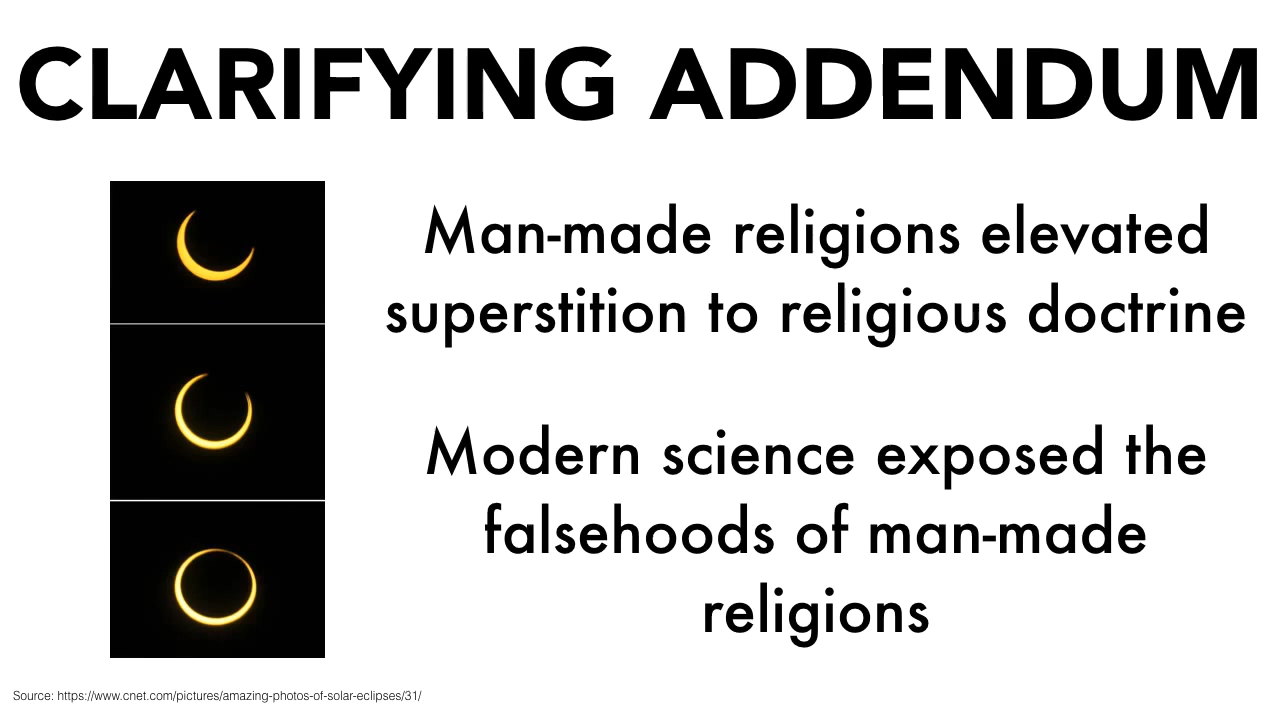 CLARIFYING ADDENDUM
Man-made religions elevated
superstition to religious doctrine
Modern science exposed the
falsehoods of man-made
religions
Source: https://www.cnet.com/pictures/amazing-photos-of-solar-eclipses/31/